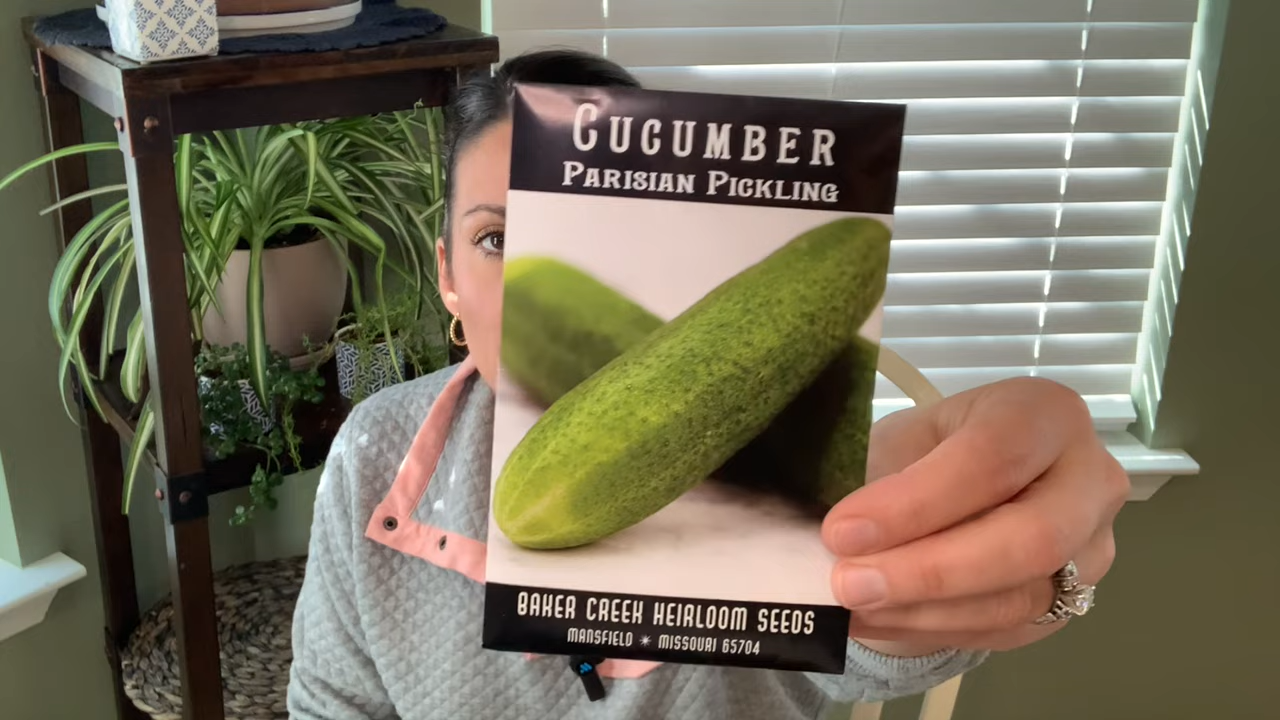 CUCUMBER
PARISIAN PICKLING
BAKER CREEK HEIRLOOM SEEDS
MANSFIELD ✴ MISSOURI 65704